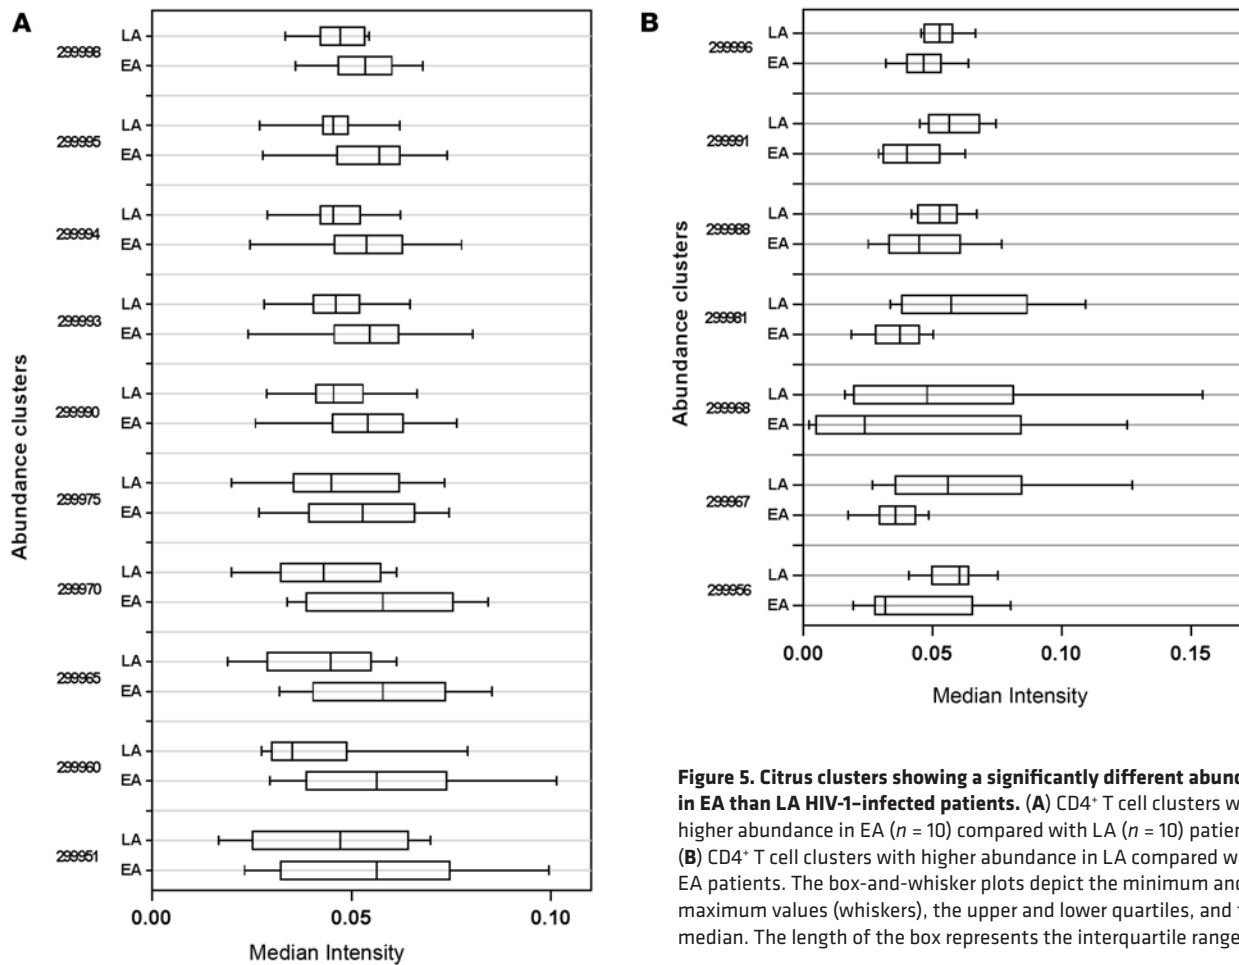 A
Abundance clusters
299998
LA
EA
299995
LA
EA
299994
LA
EA
299993
LA
EA
299990
LA
EA
299975
LA
EA
299970
LA
EA
299965
LA
EA
299960
LA
EA
299951
LA
EA
0.00 0.05 0.10
Median Intensity
B
Abundance clusters
299996
LA
EA
299991
LA
EA
299988
LA
EA
299981
LA
EA
299968
LA
EA
299967
LA
EA
299956
LA
EA
0.00 0.05 0.10 0.15
Median Intensity
Figure 5. Citrus clusters showing a significantly different abund
in EA than LA HIV-1–infected patients. (A) CD4⁺ T cell clusters w
higher abundance in EA (n = 10) compared with LA (n = 10) patien
(B) CD4⁺ T cell clusters with higher abundance in LA compared w
EA patients. The box-and-whisker plots depict the minimum and
maximum values (whiskers), the upper and lower quartiles, and t
median. The length of the box represents the interquartile range